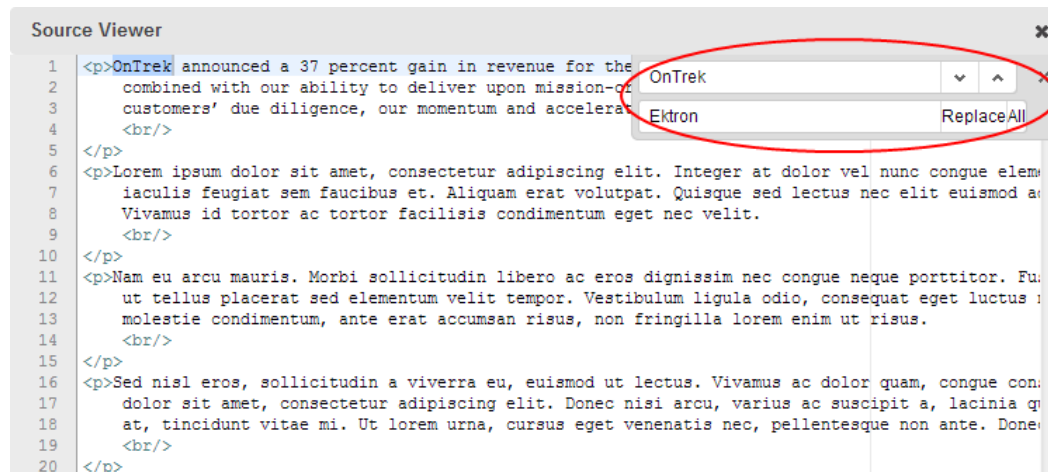 Source Viewer
1 <p>OnTrek announced a 37 percent gain in revenue for the
OnTrek
2 combined with our ability to deliver upon mission-cr
3 customers' due diligence, our momentum and accelerat
Ektron Replace All
4 <br/>
5 </p>
6 <p>Lorem ipsum dolor sit amet, consectetur adipiscing elit. Integer at dolor vel nunc congue elem
7 iaculis feugiat sem faucibus et. Aliquam erat volutpat. Quisque sed lectus nec elit euismod a
8 Vivamus id tortor ac tortor facilisis condimentum eget nec velit.
9 <br/>
10 </p>
11 <p>Nam eu arcu mauris. Morbi sollicitudin libero ac eros dignissim nec congue neque porttitor. Fu
12 ut tellus placerat sed elementum velit tempor. Vestibulum ligula odio, consequat eget luctus
13 molestie condimentum, ante erat accumsan risus, non fringilla lorem enim ut risus.
14 <br/>
15 </p>
16 <p>Sed nisl eros, sollicitudin a viverra eu, euismod ut lectus. Vivamus ac dolor quam, congue con
17 dolor sit amet, consectetur adipiscing elit. Donec nisi arcu, varius ac suscipit a, lacinia q
18 at, tincidunt vitae mi. Ut lorem urna, cursus eget venenatis nec, pellentesque non ante. Done
19 <br/>
20 </p>